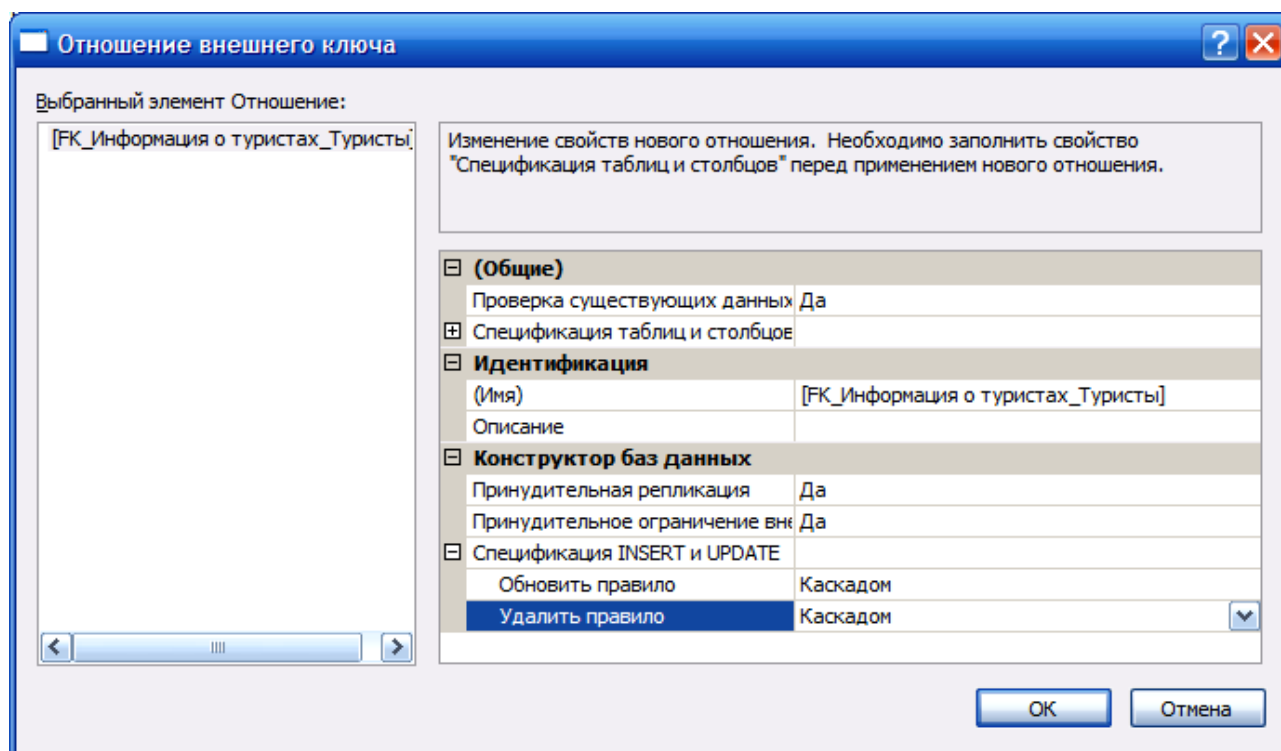 Отношение внешнего ключа
Выбранный элемент Отношение:
[FK_Информация о туристах_Туристы]
Изменение свойств нового отношения. Необходимо заполнить свойство
"Спецификация таблиц и столбцов" перед применением нового отношения.
(Общие)
Проверка существующих данных Да
Спецификация таблиц и столбцов
Идентификация
(Имя) [FK_Информация о туристах_Туристы]
Описание
Конструктор баз данных
Принудительная репликация Да
Принудительное ограничение вне Да
Спецификация INSERT и UPDATE
Обновить правило Каскадом
Удалить правило Каскадом
OK Отмена